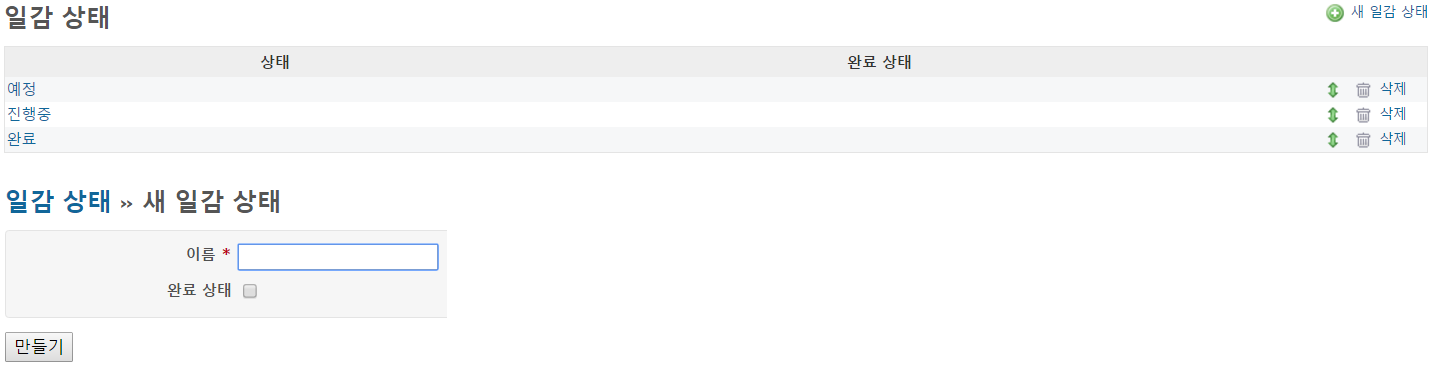 일감 상태
새 일감 상태
상태 완료 상태
예정 삭제
진행중 삭제
완료 삭제
일감 상태 » 새 일감 상태
이름 *
완료 상태
만들기